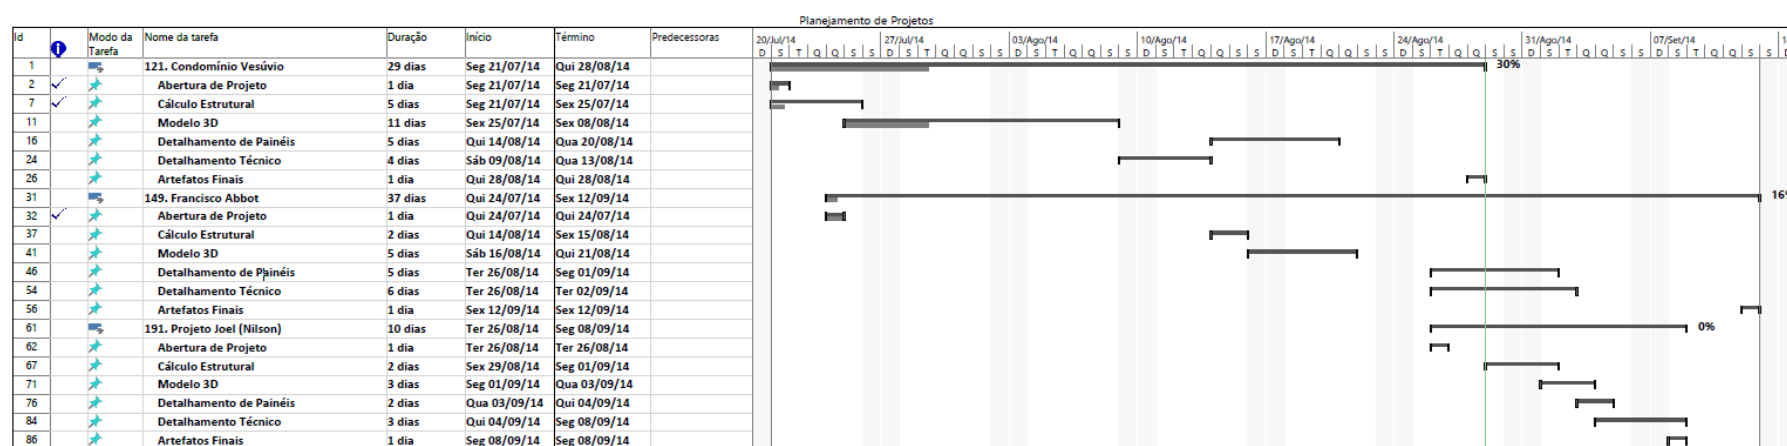 Planejamento de Projetos
Id Modo da Tarefa Nome da tarefa Duração Início Término Predecessoras 20/Jul/14 27/Jul/14 03/Ago/14 10/Ago/14 17/Ago/14 24/Ago/14 31/Ago/14 07/Set/14 1
D S T Q Q S S D S T Q Q S S D S T Q Q S S D S T Q Q S S D S T Q Q S S D S T Q Q S S D S T Q Q S S D S T Q Q S S D
1 121. Condomínio Vesúvio 29 dias Seg 21/07/14 Qui 28/08/14 30%
2 Abertura de Projeto 1 dia Seg 21/07/14 Seg 21/07/14
7 Cálculo Estrutural 5 dias Seg 21/07/14 Sex 25/07/14
11 Modelo 3D 11 dias Sex 25/07/14 Sex 08/08/14
16 Detalhamento de Painéis 5 dias Qui 14/08/14 Qua 20/08/14
24 Detalhamento Técnico 4 dias Sáb 09/08/14 Qua 13/08/14
26 Artefatos Finais 1 dia Qui 28/08/14 Qui 28/08/14
31 149. Francisco Abbot 37 dias Qui 24/07/14 Sex 12/09/14 16%
32 Abertura de Projeto 1 dia Qui 24/07/14 Qui 24/07/14
37 Cálculo Estrutural 2 dias Qui 14/08/14 Sex 15/08/14
41 Modelo 3D 5 dias Sáb 16/08/14 Qui 21/08/14
46 Detalhamento de Painéis 5 dias Ter 26/08/14 Seg 01/09/14
54 Detalhamento Técnico 6 dias Ter 26/08/14 Ter 02/09/14
56 Artefatos Finais 1 dia Sex 12/09/14 Sex 12/09/14
61 191. Projeto Joel (Nilson) 10 dias Ter 26/08/14 Seg 08/09/14 0%
62 Abertura de Projeto 1 dia Ter 26/08/14 Ter 26/08/14
67 Cálculo Estrutural 2 dias Sex 29/08/14 Seg 01/09/14
71 Modelo 3D 3 dias Seg 01/09/14 Qua 03/09/14
76 Detalhamento de Painéis 2 dias Qua 03/09/14 Qui 04/09/14
84 Detalhamento Técnico 3 dias Qui 04/09/14 Seg 08/09/14
86 Artefatos Finais 1 dia Seg 08/09/14 Seg 08/09/14